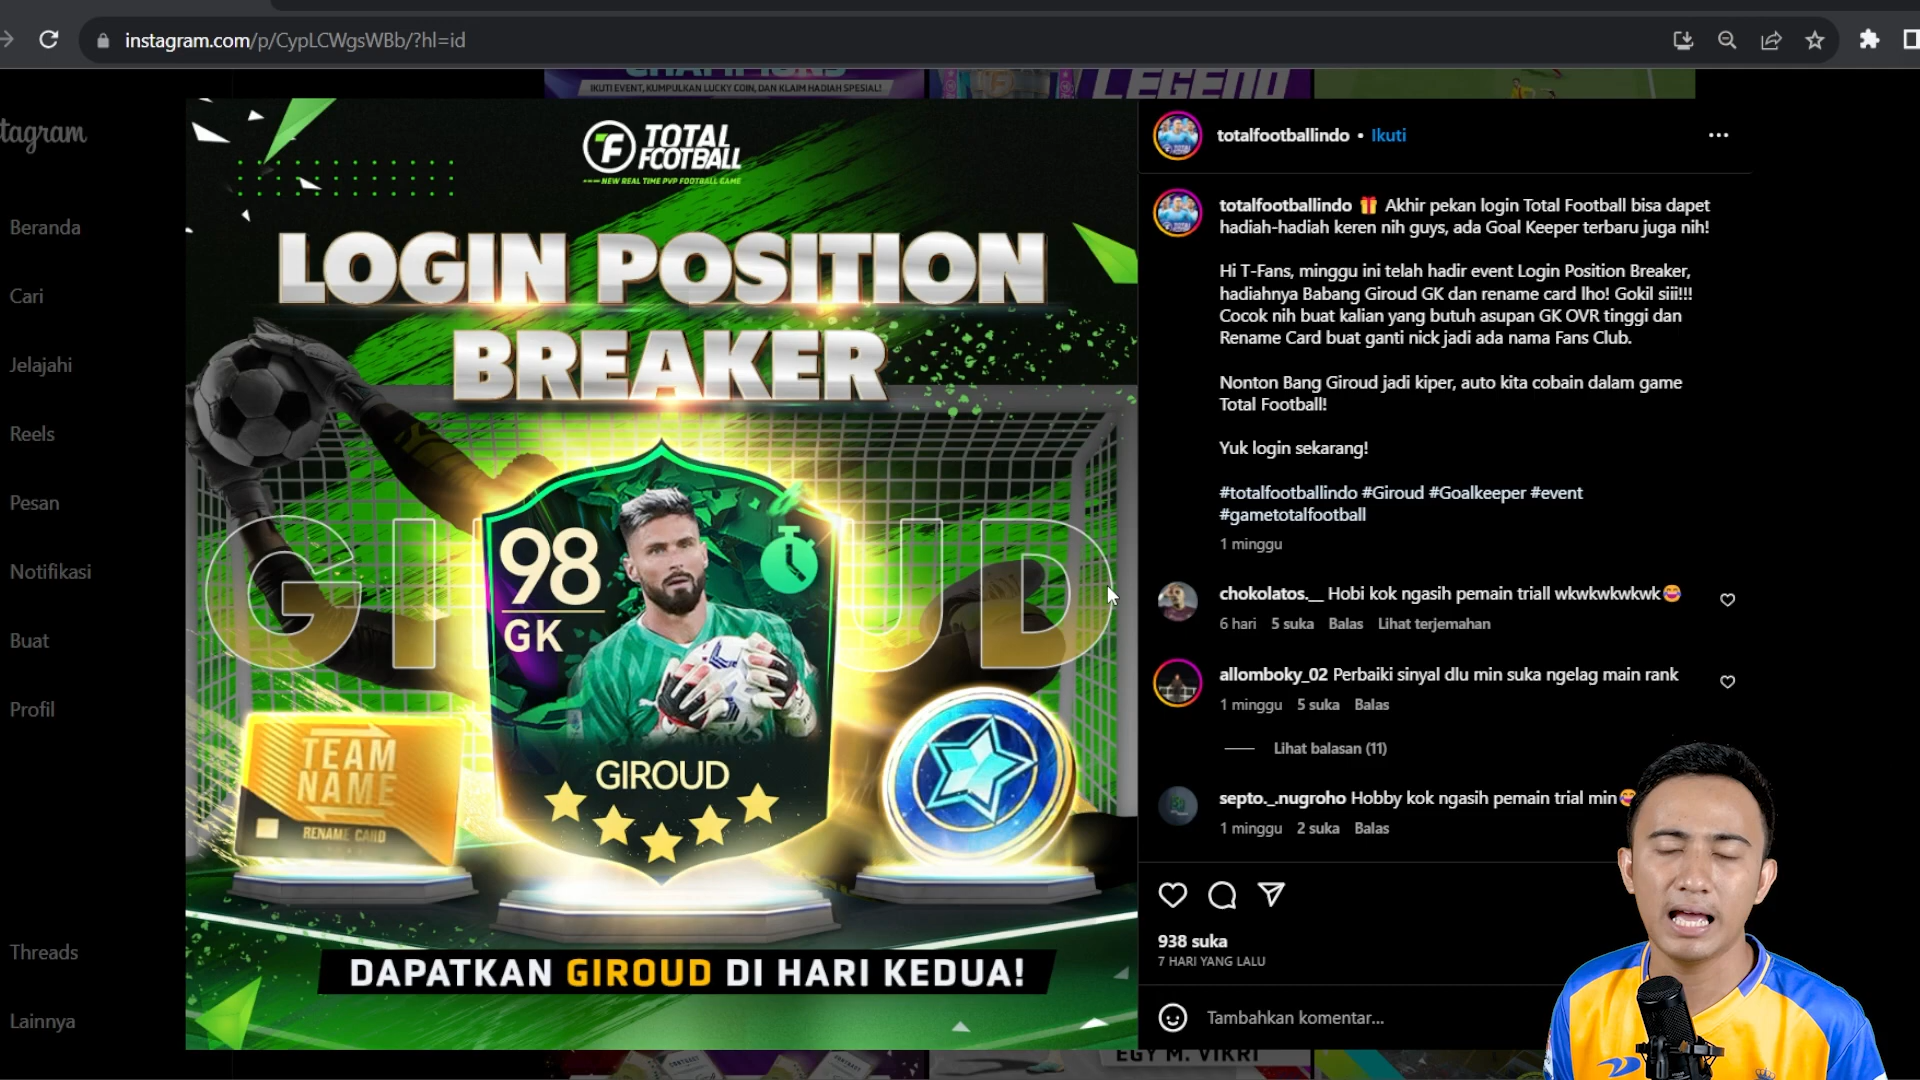 instagram.com/p/CypLCWgsWBb/?hl=id
IKUTI EVENT, KUMPULKAN LUCKY COIN, DAN KLAIM HADIAH SPESIAL!
LEGEND
tagram
Beranda
Cari
Jelajahi
Reels
Pesan
Notifikasi
Buat
Profil
Threads
Lainnya
TF TOTAL
FOOTBALL
NEW REAL TIME PVP FOOTBALL GAME
LOGIN POSITION
BREAKER
GIROUD
98
GK
GIROUD
TEAM
NAME
RENAME CARD
DAPATKAN GIROUD DI HARI KEDUA!
totalfootballindo • Ikuti
totalfootballindo 🎁 Akhir pekan login Total Football bisa dapet
hadiah-hadiah keren nih guys, ada Goal Keeper terbaru juga nih!
Hi T-Fans, minggu ini telah hadir event Login Position Breaker,
hadiahnya Babang Giroud GK dan rename card lho! Gokil siii!!!
Cocok nih buat kalian yang butuh asupan GK OVR tinggi dan
Rename Card buat ganti nick jadi ada nama Fans Club.
Nonton Bang Giroud jadi kiper, auto kita cobain dalam game
Total Football!
Yuk login sekarang!
#totalfootballindo #Giroud #Goalkeeper #event
#gametotalfootball
1 minggu
chokolatos.__ Hobi kok ngasih pemain triall wkwkwkwkwk😂
6 hari 5 suka Balas Lihat terjemahan
allomboky_02 Perbaiki sinyal dlu min suka ngelag main rank
1 minggu 5 suka Balas
Lihat balasan (11)
septo._.nugroho Hobby kok ngasih pemain trial min😂
1 minggu 2 suka Balas
938 suka
7 HARI YANG LALU
Tambahkan komentar...
EGY M. VIKRI